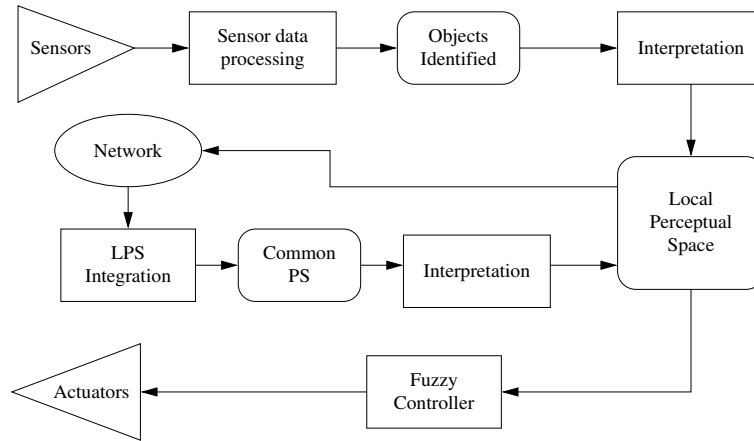 Sensors
Sensor data
processing
Objects
Identified
Interpretation
Network
Local
Perceptual
Space
LPS
Integration
Common
PS
Interpretation
Actuators
Fuzzy
Controller